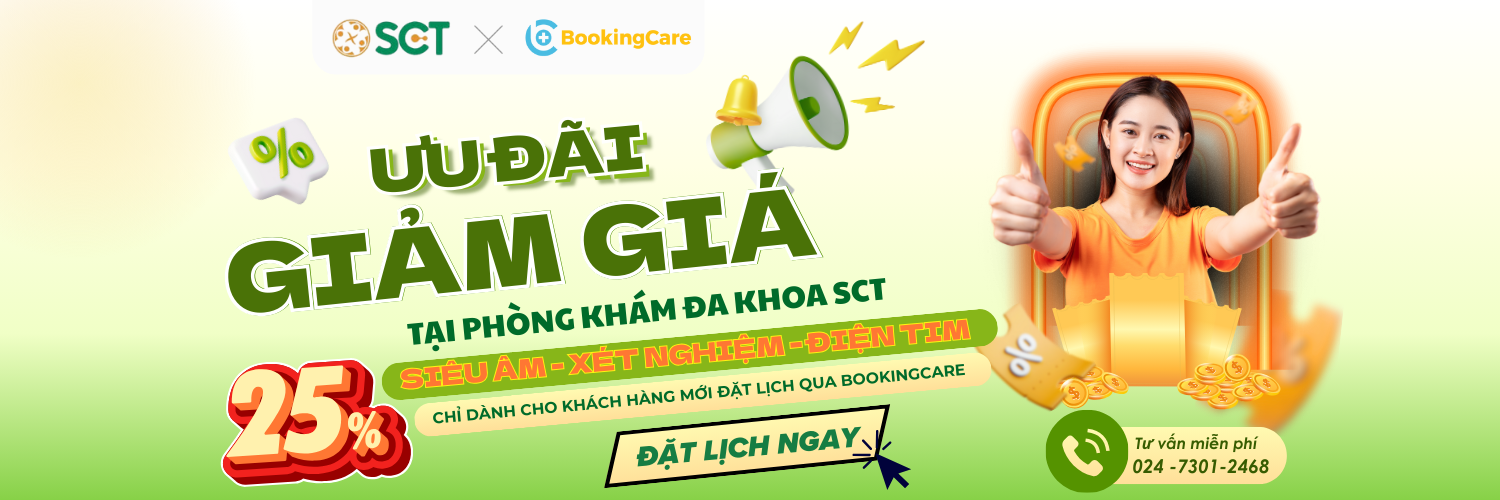 SCT × BookingCare
%
ƯU ĐÃI
GIẢM GIÁ
TẠI PHÒNG KHÁM ĐA KHOA SCT
SIÊU ÂM - XÉT NGHIỆM - ĐIỆN TIM
25%
CHỈ DÀNH CHO KHÁCH HÀNG MỚI ĐẶT LỊCH QUA BOOKINGCARE
ĐẶT LỊCH NGAY
%
Tư vấn miễn phí
024 -7301-2468